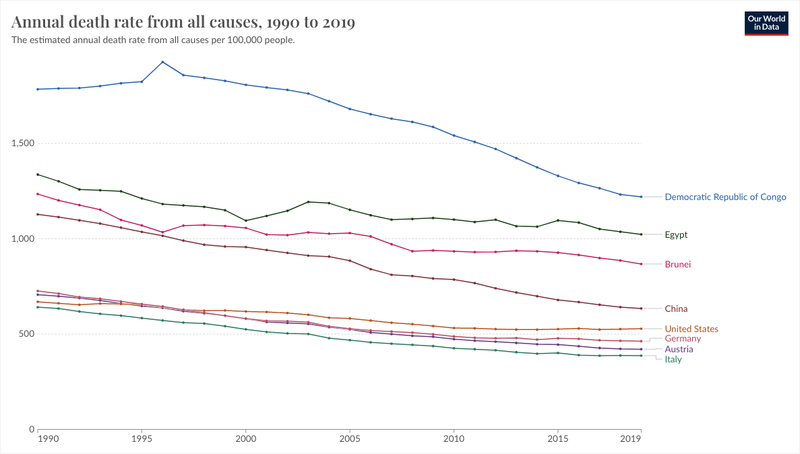 Annual death rate from all causes, 1990 to 2019
Our World
in Data
The estimated annual death rate from all causes per 100,000 people.
1,500
1,000
500
0
1990
1995
2000
2005
2010
2015
2019
Democratic Republic of Congo
Egypt
Brunei
China
United States
Germany
Austria
Italy